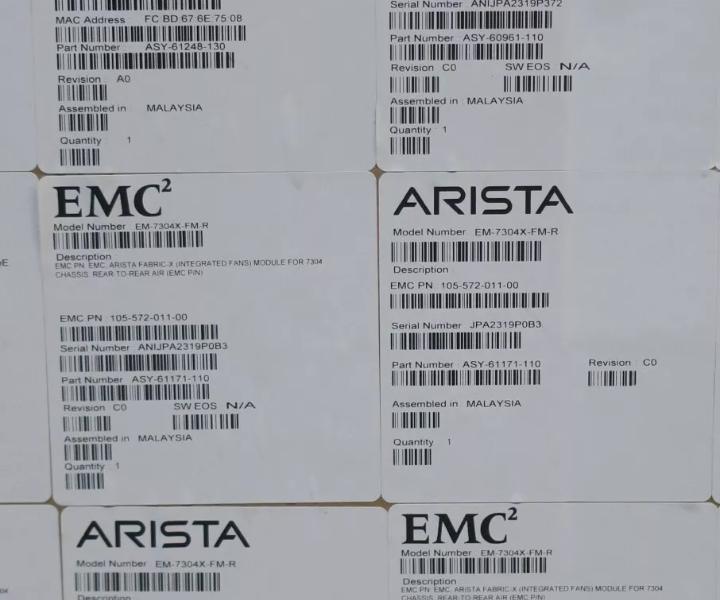 MAC Address FC BD 67 6E 75 08
Part Number ASY-61248-130
Revision A0
Assembled in MALAYSIA
Quantity 1
Serial Number ANIJPA2319P372
Part Number ASY-60961-110
Revision C0 SW EOS N/A
Assembled in MALAYSIA
Quantity 1
EMC²
Model Number EM-7304X-FM-R
Description
EMC PN: EMC, ARISTA FABRIC-X (INTEGRATED FANS) MODULE FOR 7304
CHASSIS, REAR-TO-REAR AIR (EMC PIN)
EMC PN : 105-572-011-00
Serial Number ANIJPA2319P0B3
Part Number ASY-61171-110
Revision C0 SW EOS N/A
Assembled in MALAYSIA
Quantity 1
ARISTA
Model Number EM-7304X-FM-R
Description
EMC PN : 105-572-011-00
Serial Number JPA2319P0B3
Part Number ASY-61171-110 Revision : C0
Assembled in MALAYSIA
Quantity 1
ARISTA
Model Number EM-7304X-FM-R
Description
EMC²
Model Number EM-7304X-FM-R
Description
EMC PN: EMC, ARISTA FABRIC-X (INTEGRATED FANS) MODULE FOR 7304
CHASSIS, REAR-TO-REAR AIR (EMC PIN)